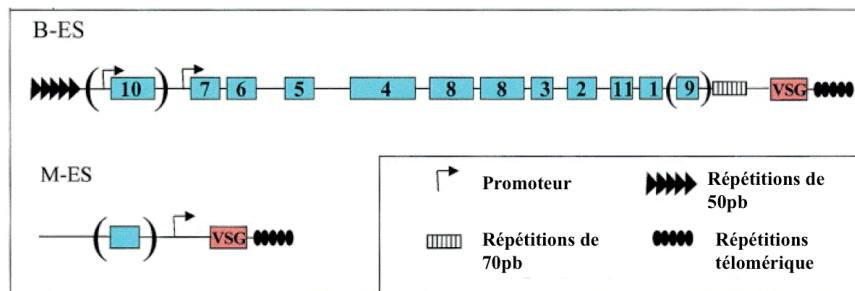 B-ES
10 7 6 5 4 8 8 3 2 11 1 9 VSG
M-ES
VSG
Promoteur
Répétitions de
50pb
Répétitions de
70pb
Répétitions
télomérique